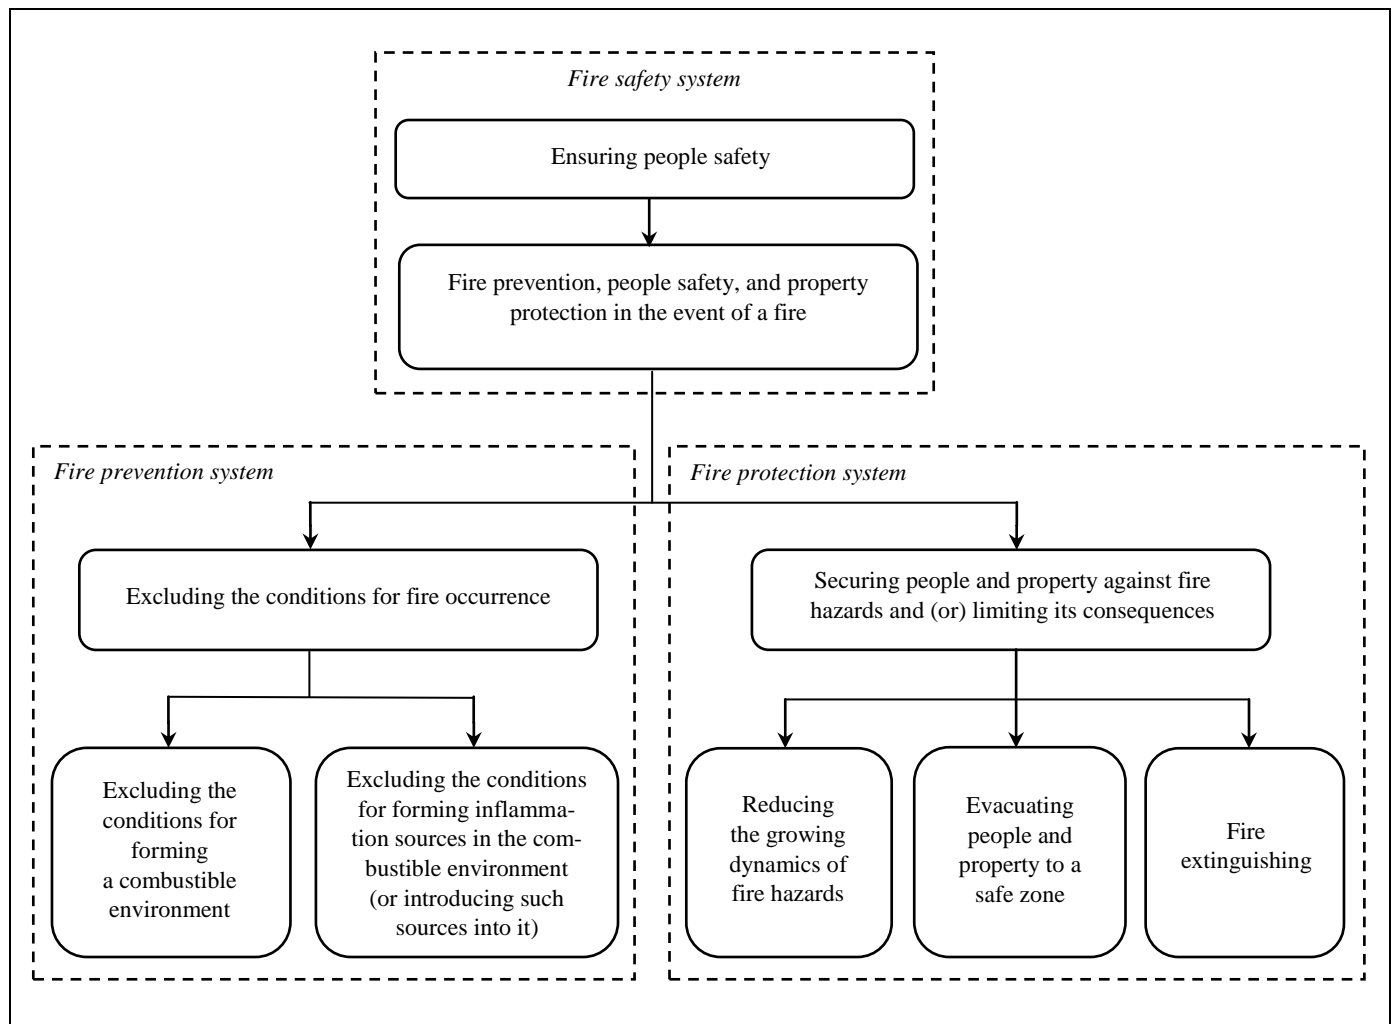 Fire safety system
Ensuring people safety
Fire prevention, people safety, and property
protection in the event of a fire
Fire prevention system
Excluding the conditions for fire occurrence
Excluding the
conditions for
forming
a combustible
environment
Excluding the conditions
for forming inflamma-
tion sources in the com-
bustible environment
(or introducing such
sources into it)
Fire protection system
Securing people and property against fire
hazards and (or) limiting its consequences
Reducing
the growing
dynamics of
fire hazards
Evacuating
people and
property to a
safe zone
Fire
extinguishing